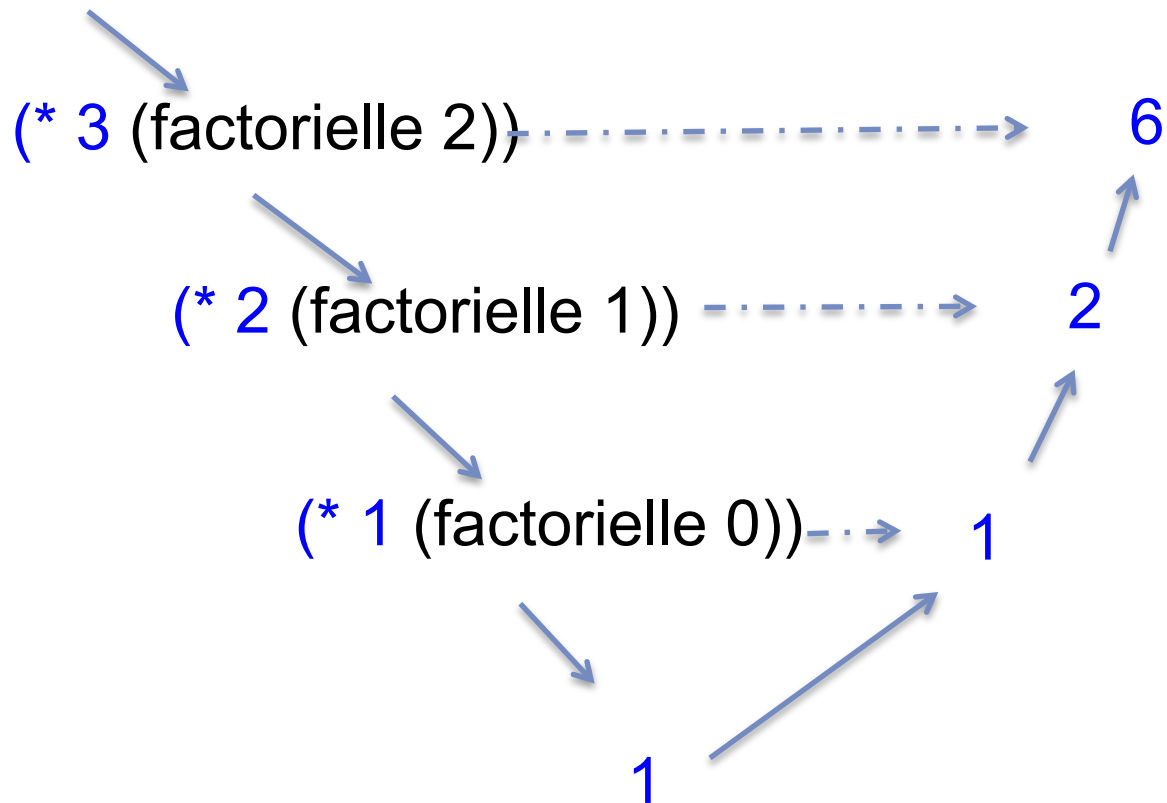 (* 3 (factorielle 2)) 6
(* 2 (factorielle 1)) 2
(* 1 (factorielle 0)) 1
1